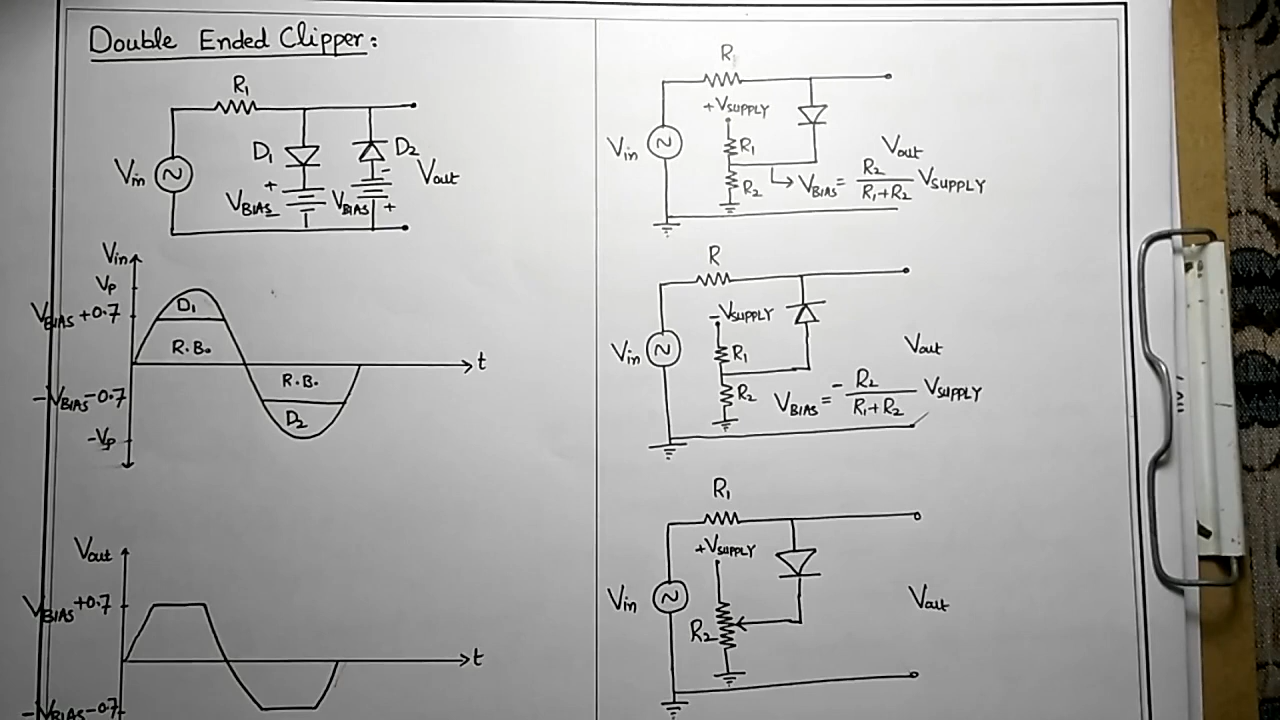 Double Ended Clipper:
R₁
Vin
D₁
D₂
VBIAS
+
VBIAS
-
+
Vout
Vin
Vp
VBIAS + 0.7
D₁
R.B.
t
R.B.
-VBIAS-0.7
D₂
-Vp
Vout
VBIAS+0.7
t
-VBIAS-0.7
R₁
+VSUPPLY
Vin
R₁
R₂
Vout
VBIAS = R₂ / R₁+R₂ VSUPPLY
R
-VSUPPLY
Vin
R₁
R₂
Vout
VBIAS = - R₂ / R₁+R₂ VSUPPLY
R₁
+VSUPPLY
Vin
R₂
Vout